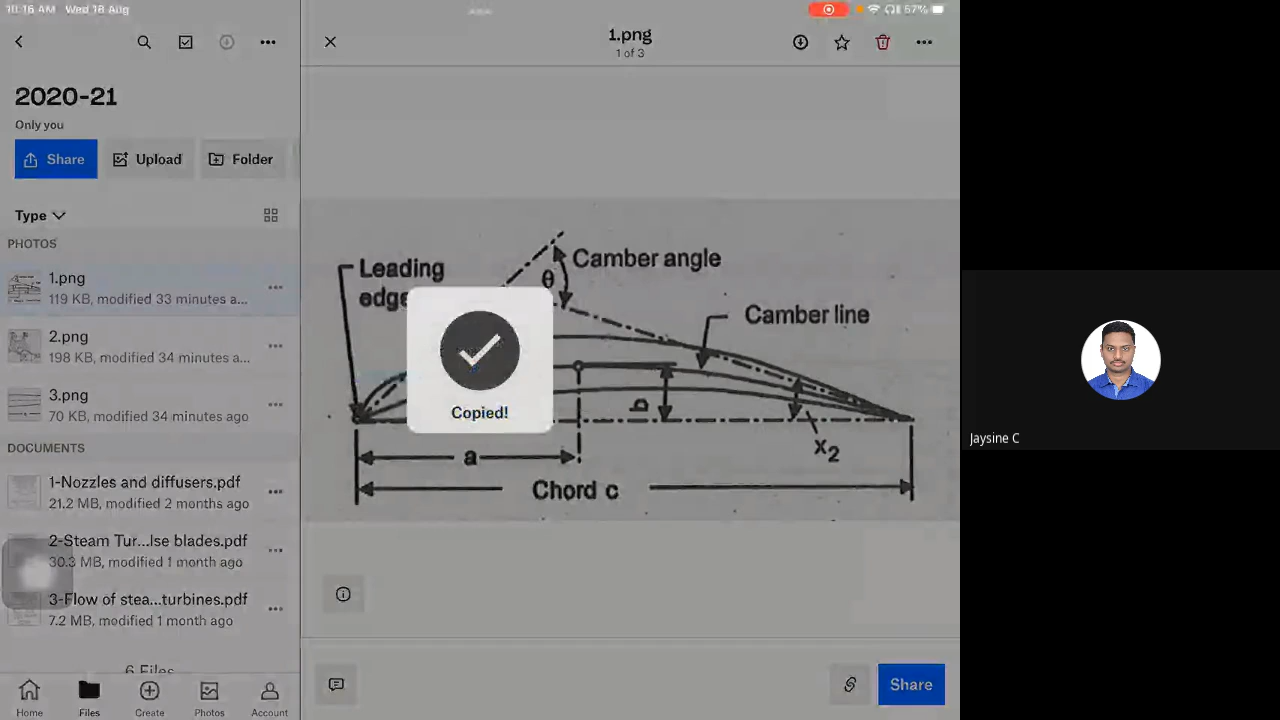 10:16 AM Wed 18 Aug
57%
2020-21
Only you
Share
Upload
Folder
Type
PHOTOS
1.png
119 KB, modified 33 minutes a...
2.png
198 KB, modified 34 minutes a...
3.png
70 KB, modified 34 minutes ago
DOCUMENTS
1-Nozzles and diffusers.pdf
21.2 MB, modified 2 months ago
2-Steam Tur...lse blades.pdf
30.3 MB, modified 1 month ago
3-Flow of stea...turbines.pdf
7.2 MB, modified 1 month ago
6 Files
Home
Files
Create
Photos
Account
1.png
1 of 3
Leading
edge
θ
Camber angle
Camber line
Copied!
b
x2
a
Chord c
Share
Jaysine C